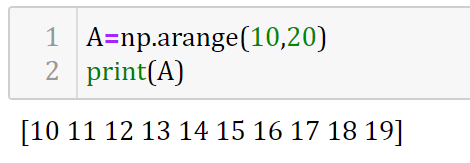 1 A=np.arange(10,20)
2 print(A)
[10 11 12 13 14 15 16 17 18 19]